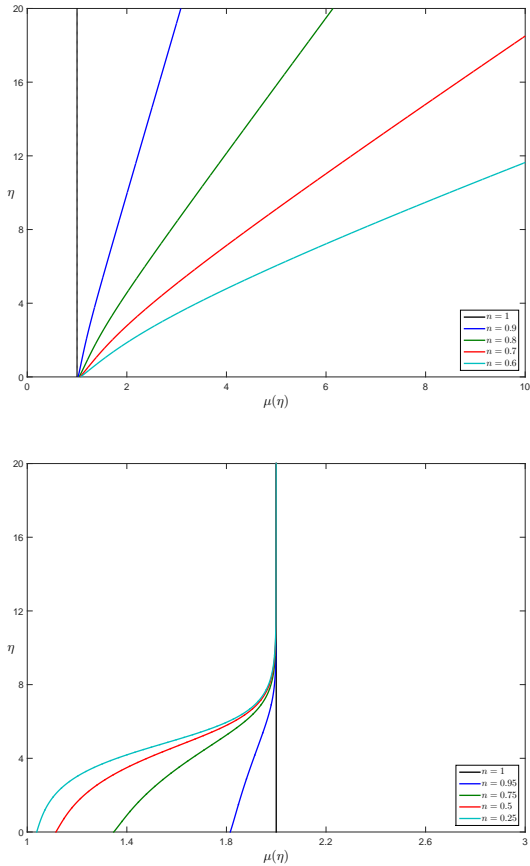 20
16
12
η
8
4
0
0 2 4 6 8 10
μ(η)
n = 1
n = 0.9
n = 0.8
n = 0.7
n = 0.6
20
16
12
η
8
4
0
1 1.4 1.8 2.2 2.6 3
μ(η)
n = 1
n = 0.95
n = 0.75
n = 0.5
n = 0.25